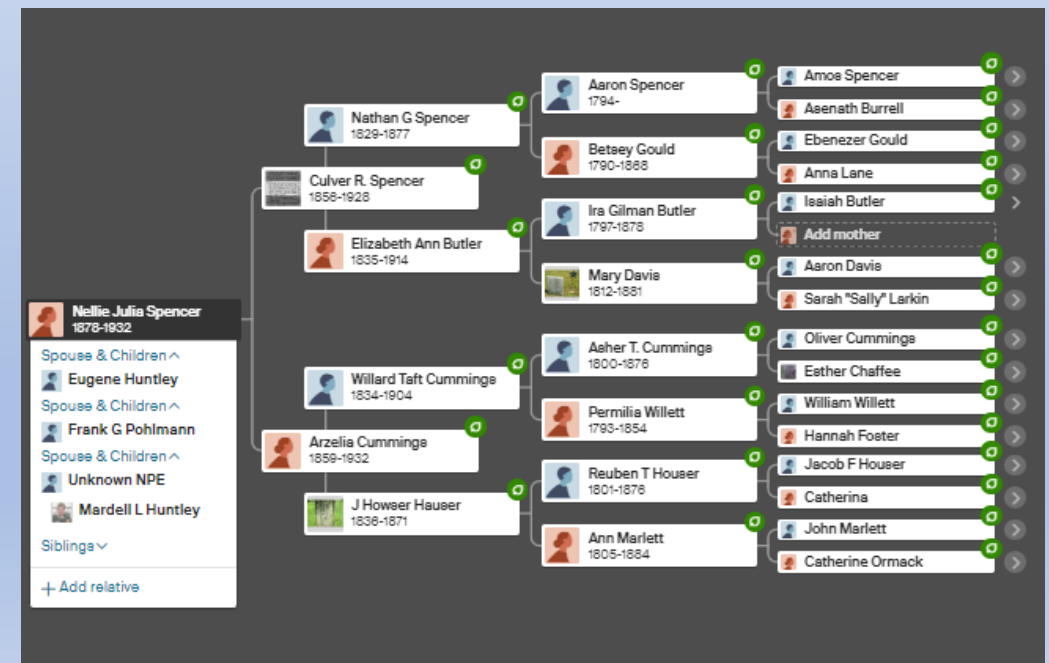 Nellie Julia Spencer
1878-1932
Spouse & Children
Eugene Huntley
Spouse & Children
Frank G Pohlmann
Spouse & Children
Unknown NPE
Mardell L Huntley
Siblings
+ Add relative
Culver R. Spencer
1856-1928
Arzelia Cummings
1859-1932
Nathan G Spencer
1829-1877
Elizabeth Ann Butler
1835-1914
Willard Taft Cummings
1834-1904
J Howser Hauser
1836-1871
Aaron Spencer
1794-
Betsey Gould
1790-1868
Ira Gilman Butler
1797-1878
Mary Davis
1812-1881
Asher T. Cummings
1800-1876
Permilia Willett
1793-1854
Reuben T Houser
1801-1876
Ann Marlett
1805-1884
Amos Spencer
Asenath Burrell
Ebenezer Gould
Anna Lane
Isaiah Butler
Add mother
Aaron Davis
Sarah "Sally" Larkin
Oliver Cummings
Esther Chaffee
William Willett
Hannah Foster
Jacob F Houser
Catherina
John Marlett
Catherine Ormack